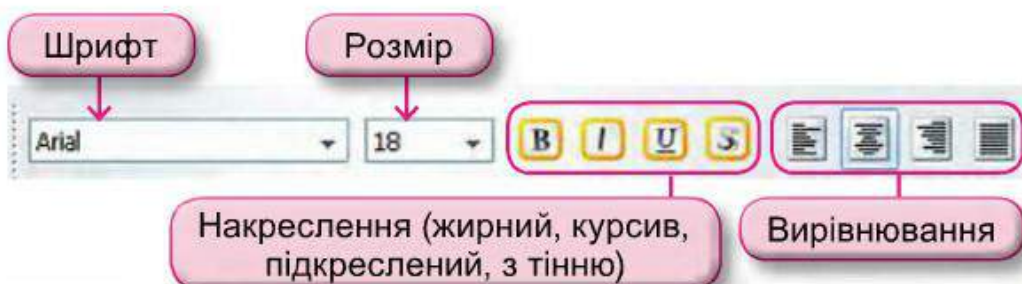 Шрифт
Розмір
Arial
18
B I U S
Накреслення (жирний, курсив,
підкреслений, з тінню)
Вирівнювання